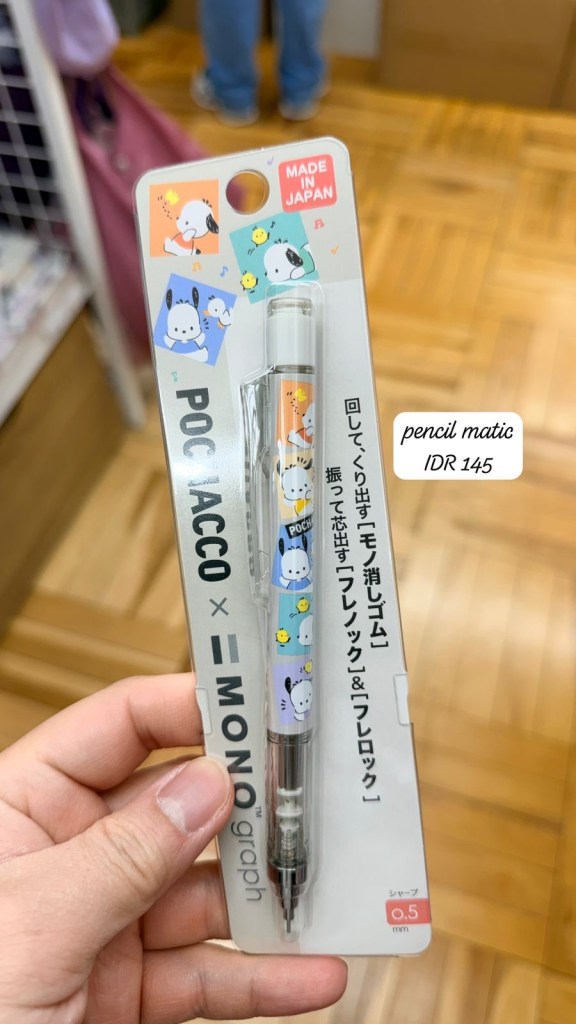 MADE
IN
JAPAN
POCHACCO × MONO graph™
回して、くり出す[モノ消しゴム]
振って芯出す[フレノック]&[フレロック]
POCHA
pencil matic
IDR 145
シャープ
0.5
mm